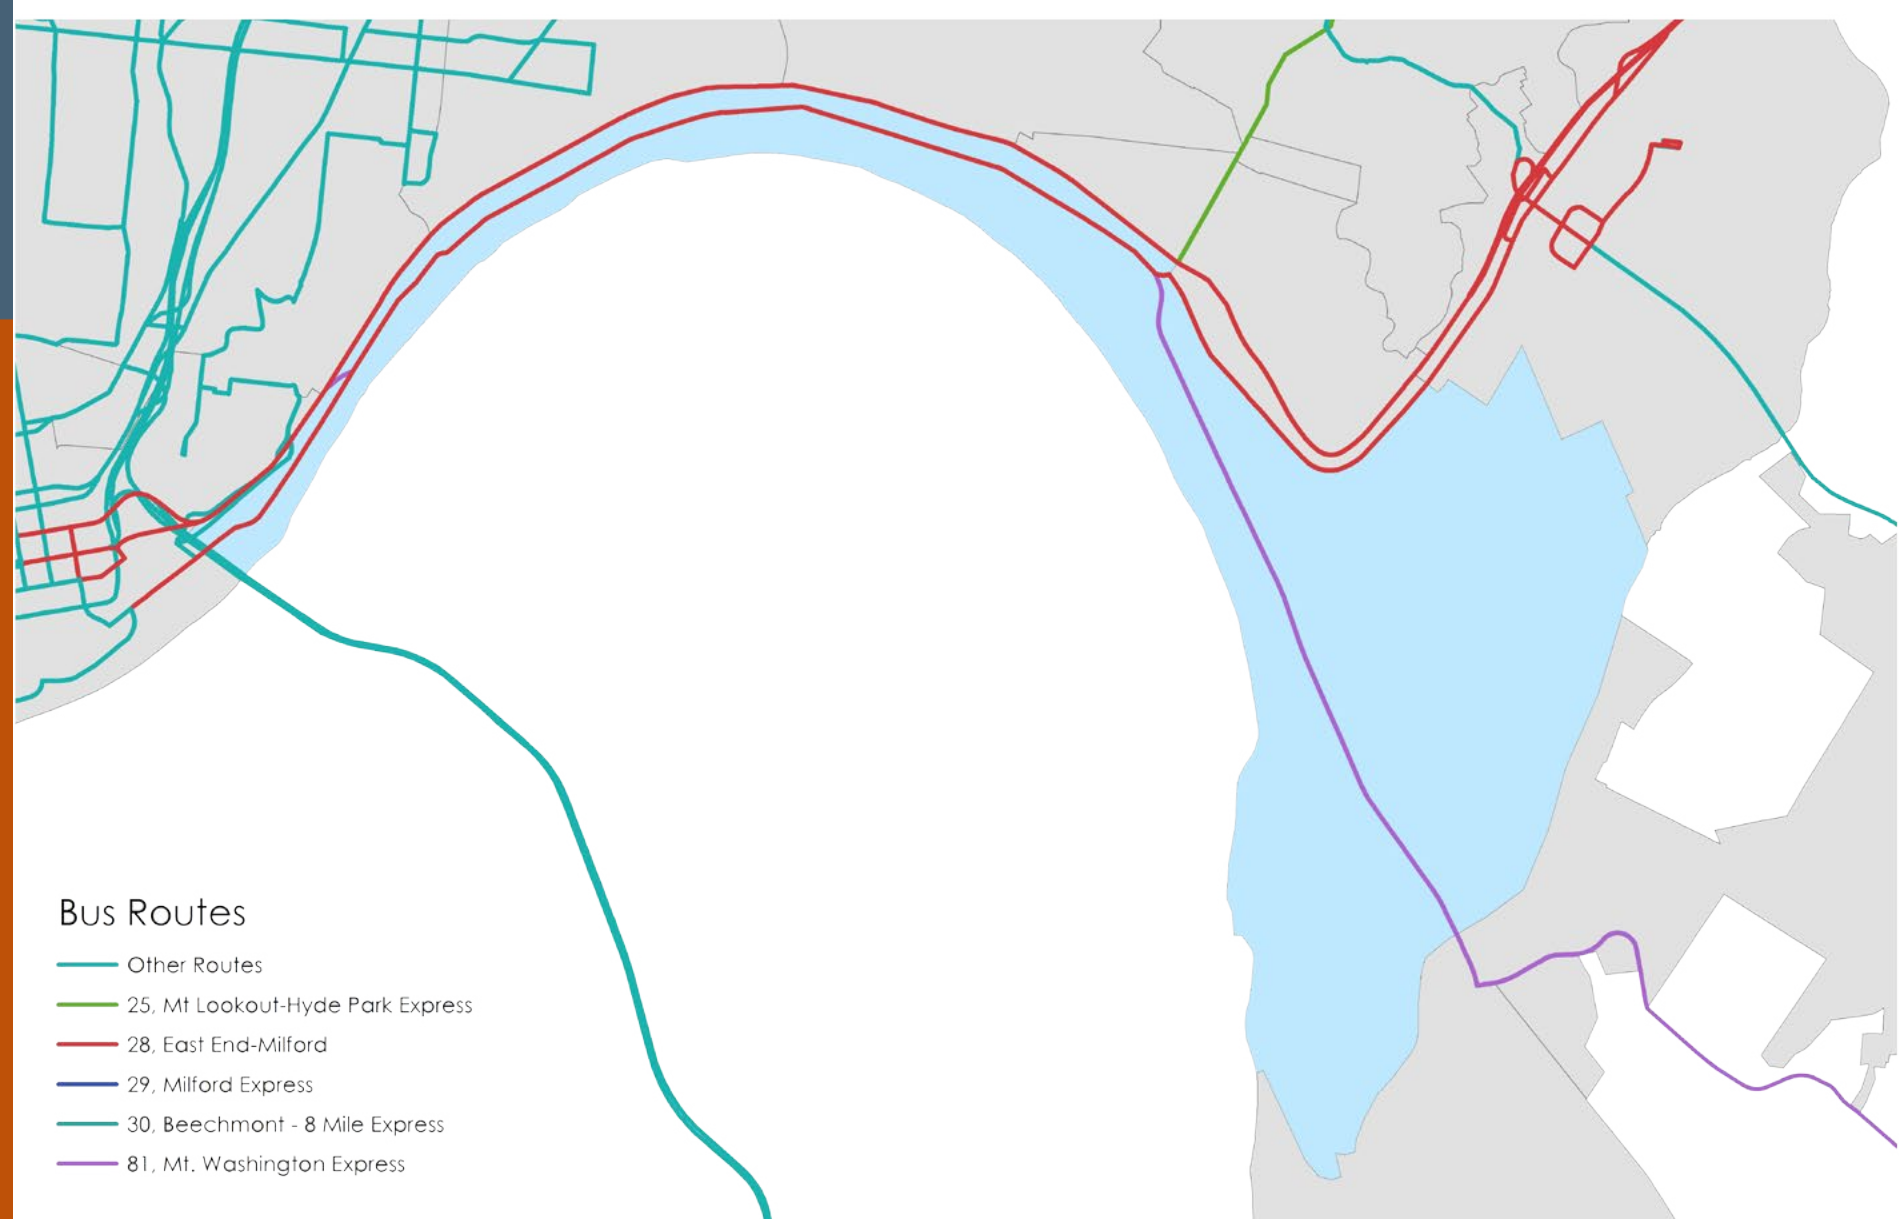 Bus Routes
Other Routes
25, Mt Lookout-Hyde Park Express
28, East End-Milford
29, Milford Express
30, Beechmont - 8 Mile Express
81, Mt. Washington Express